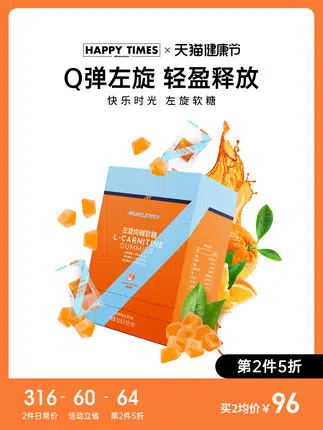 HAPPY TIMES × 天猫健康节
Q弹左旋 轻盈释放
快乐时光 左旋软糖
MUSCLETECH
左旋肉碱软糖
L-CARNITINE
GUMMIES
第2件5折
316- 60 - 64
2件日常价 活动立省 第2件5折
买2均价¥96